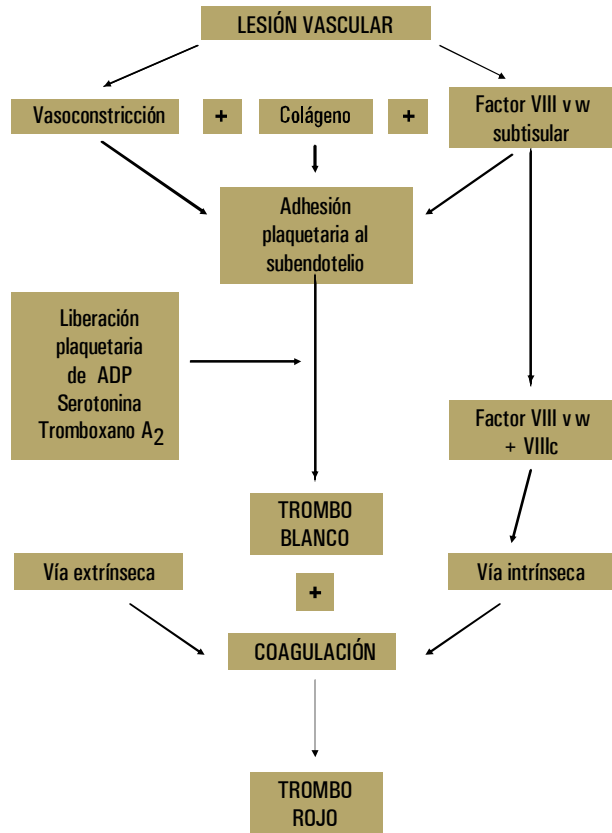 LESIÓN VASCULAR
Vasoconstricción
+
Colágeno
+
Factor VIII v w
subtisular
Adhesión
plaquetaria al
subendotelio
Liberación
plaquetaria
de ADP
Serotonina
Tromboxano A2
Factor VIII v w
+ VIIIc
TROMBO
BLANCO
Vía extrínseca
+
Vía intrínseca
COAGULACIÓN
TROMBO
ROJO